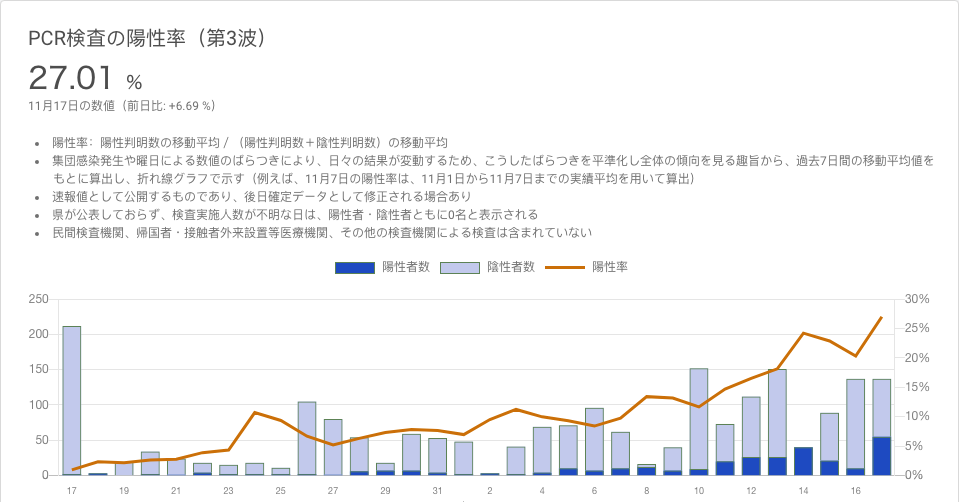 PCR検査の陽性率（第3波）
27.01 %
11月17日の数値（前日比: +6.69 %）
• 陽性率：陽性判明数の移動平均 / （陽性判明数＋陰性判明数）の移動平均
• 集団感染発生や曜日による数値のばらつきにより、日々の結果が変動するため、こうしたばらつきを平準化し全体の傾向を見る趣旨から、過去7日間の移動平均値を
もとに算出し、折れ線グラフで示す（例えば、11月7日の陽性率は、11月1日から11月7日までの実績平均を用いて算出）
• 速報値として公開するものであり、後日確定データとして修正される場合あり
• 県が公表しておらず、検査実施人数が不明な日は、陽性者・陰性者ともに0名と表示される
• 民間検査機関、帰国者・接触者外来設置等医療機関、その他の検査機関による検査は含まれていない
陽性者数 陰性者数 陽性率
250 30%
25%
200
20%
150
15%
100
10%
50
5%
0 0%
17 19 21 23 25 27 29 31 2 4 6 8 10 12 14 16